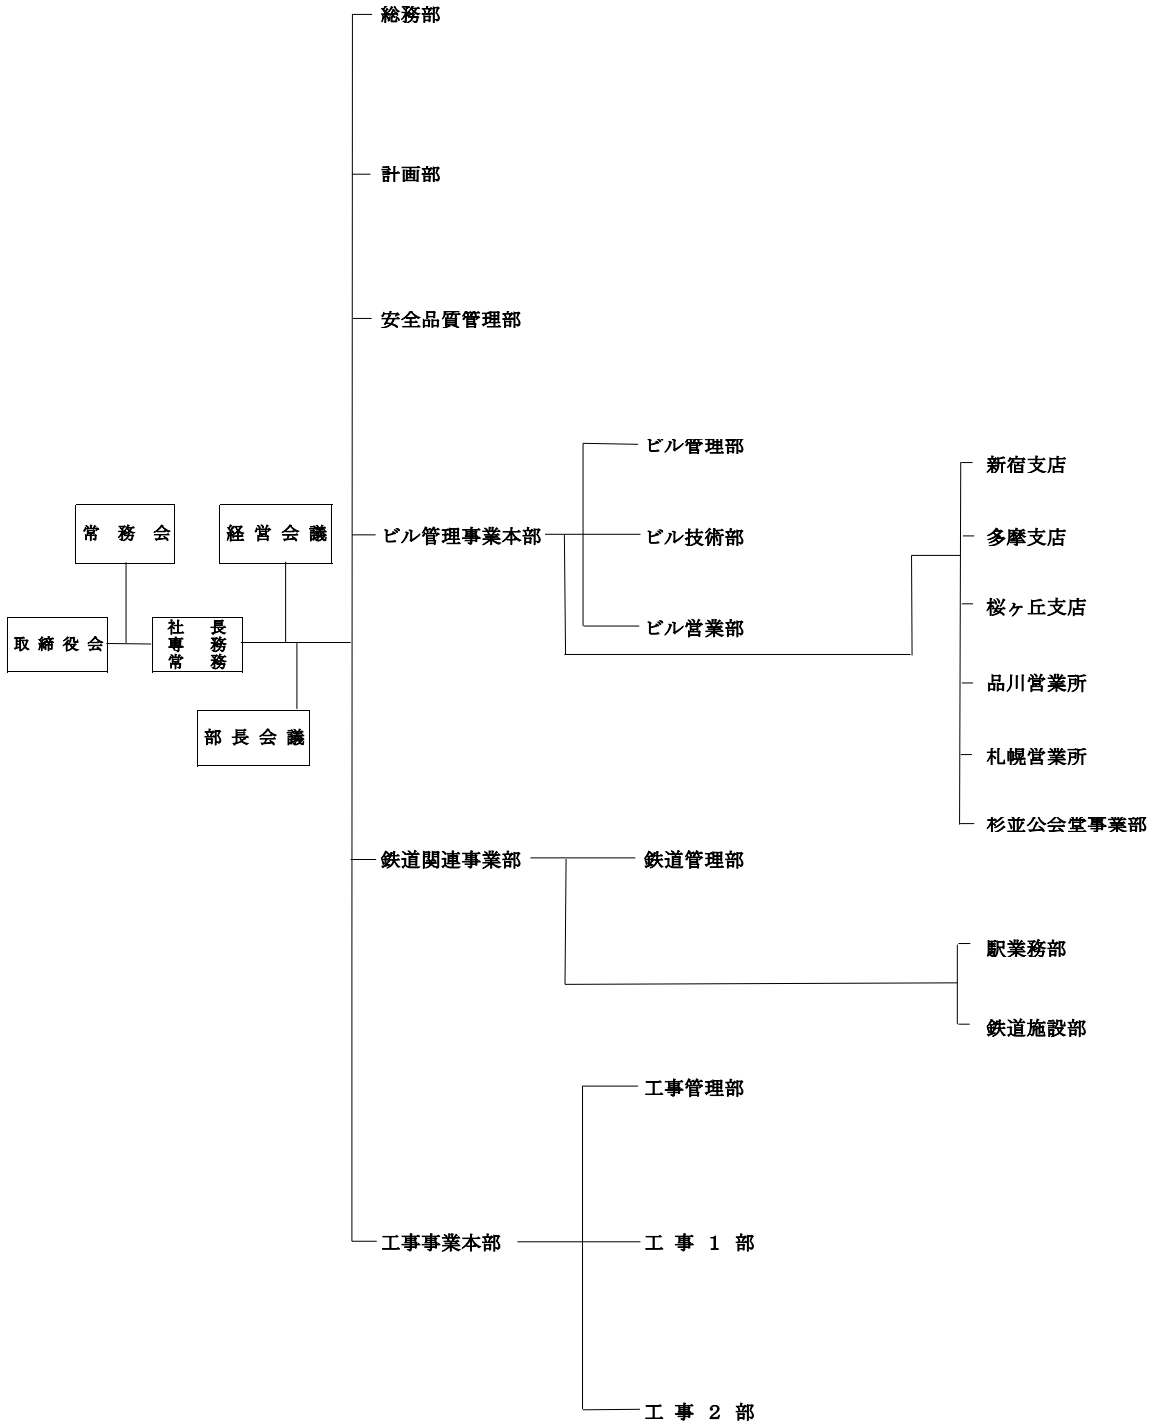 総務部
計画部
安全品質管理部
ビル管理部
新宿支店
常務会
経営会議
ビル管理事業本部
ビル技術部
多摩支店
桜ヶ丘支店
社長
専務
常務
取締役会
ビル営業部
品川営業所
部長会議
札幌営業所
杉並公会堂事業部
鉄道関連事業部
鉄道管理部
駅業務部
鉄道施設部
工事管理部
工事事業本部
工事１部
工事２部